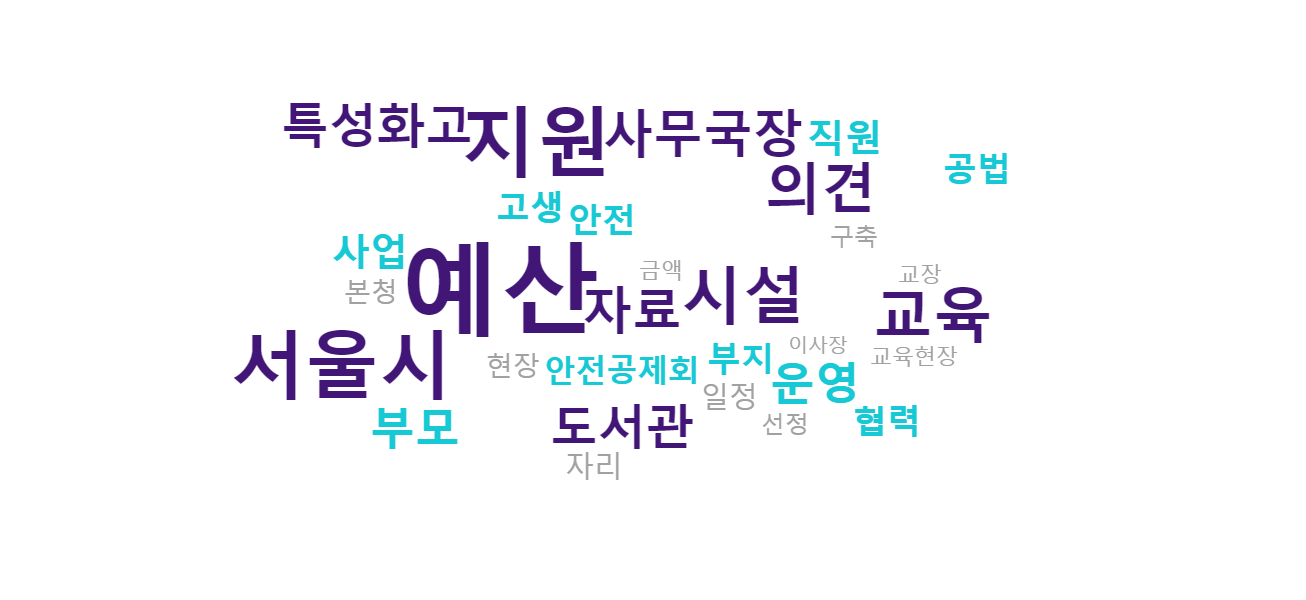 특성화고
지원
사무국장
직원
공법
의견
고생
안전
구축
사업
예산
금액
교장
본청
자료
시설
교육
서울시
현장
안전공제회
부지
이사장
교육현장
일정
운영
부모
도서관
선정
협력
자리